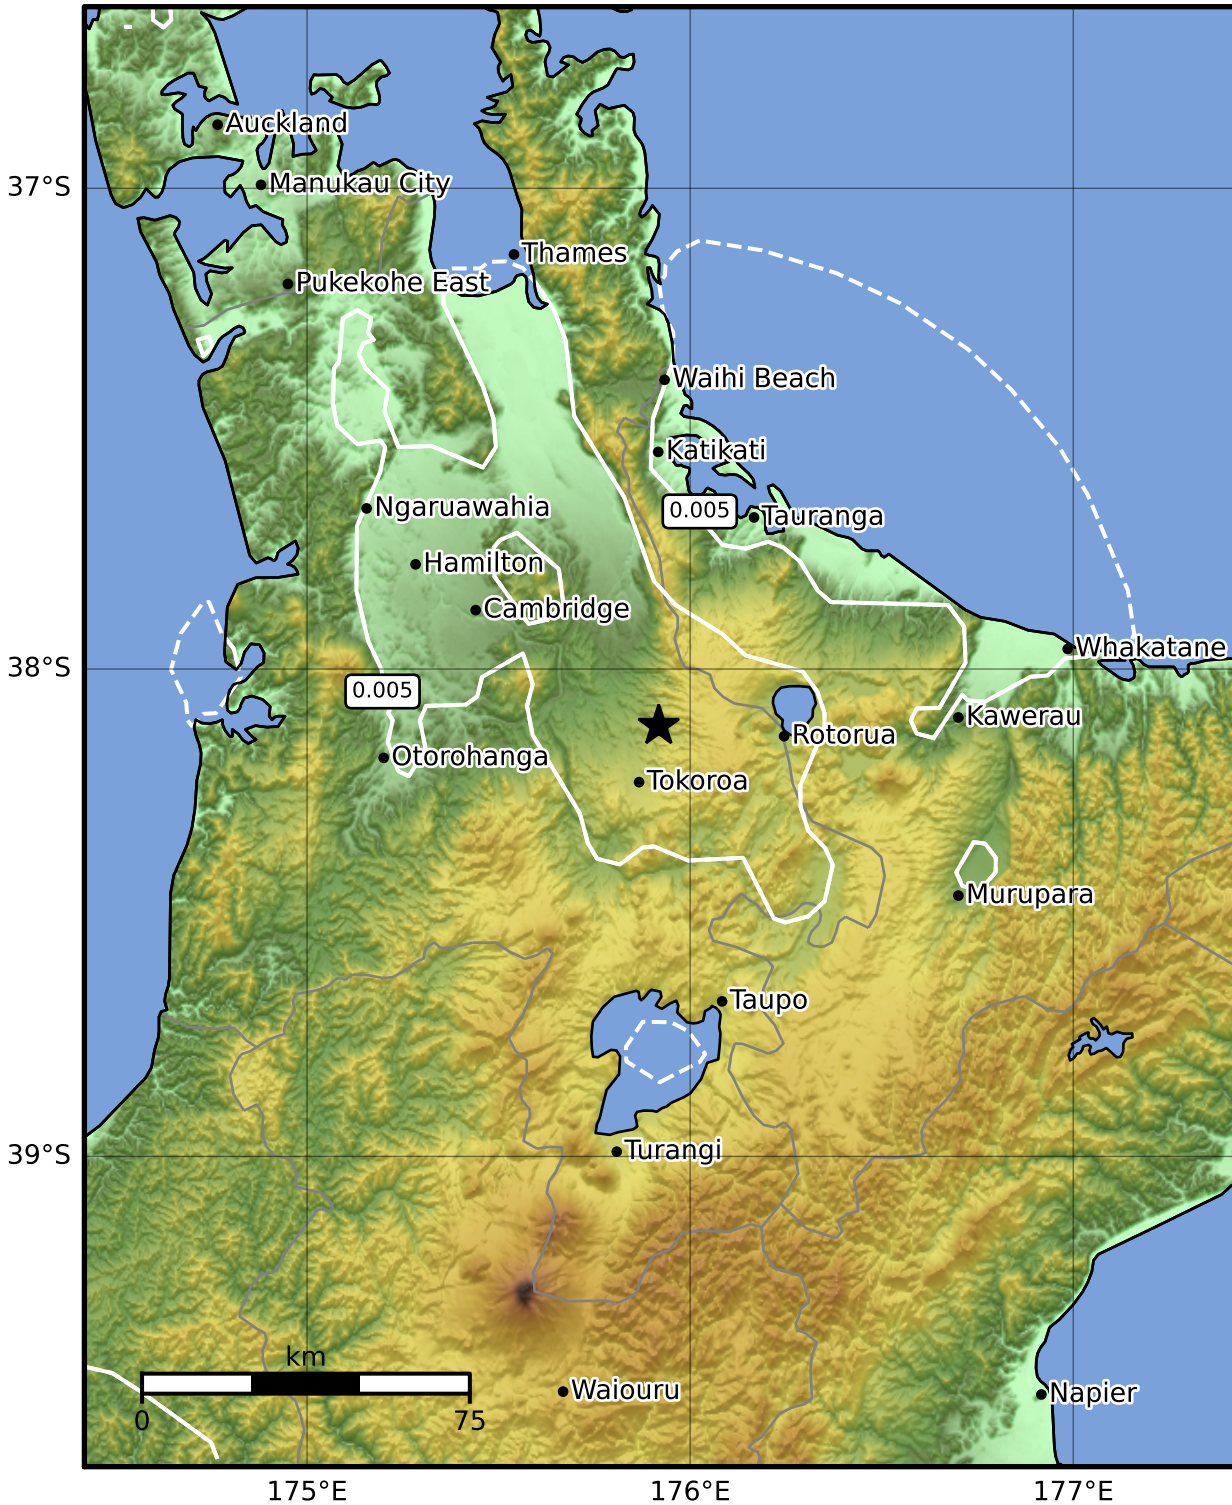 Auckland
37°S
Manukau City
Thames
Pukekohe East
Waihi Beach
Katikati
Ngaruawahia
0.005
Tauranga
Hamilton
Cambridge
Whakatane
38°S
0.005
Kawerau
Rotorua
Otorohanga
Tokoroa
Murupara
Taupo
39°S
Turangi
km
Waiouru
Napier
0
75
175°E
176°E
177°E